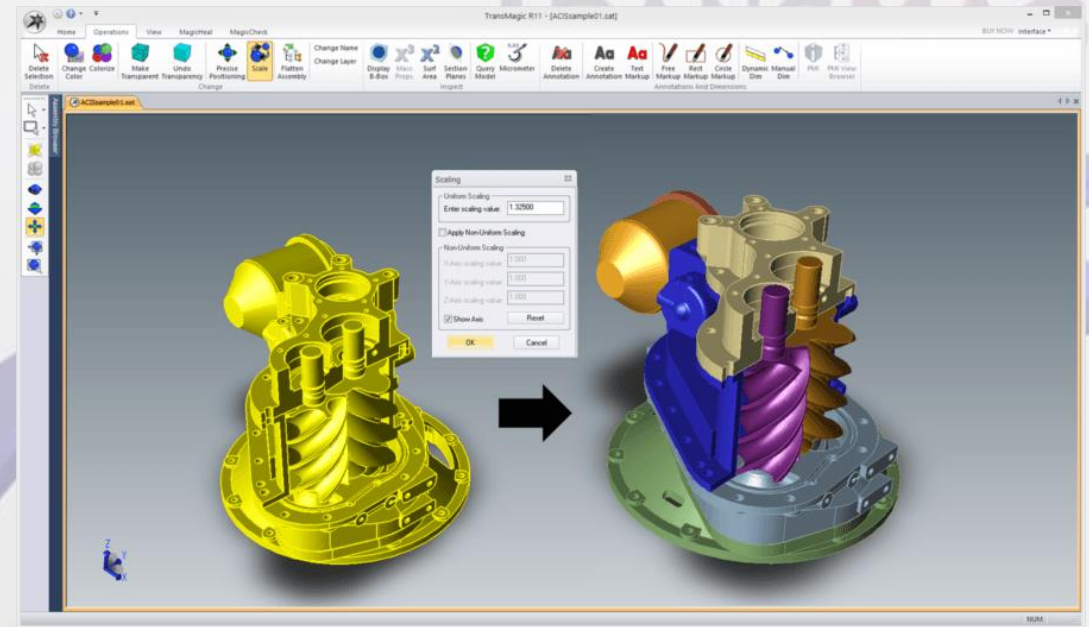 TransMagic R11 - [ACISsample01.sat]
Home Operations View MagicHeal MagicCheck
BUY NOW Interface
Delete Selection
Change Color
Colorize
Make Transparent
Undo Transparency
Precise Positioning
Scale
Flatten Assembly
Change Name
Change Layer
Display B-Box
Mass Props
Surf Area
Section Planes
Query Model
Micrometer
Delete Annotation
Create Annotation
Text Markup
Free Markup
Rect Markup
Circle Markup
Dynamic Dim
Manual Dim
PMI
PMI View Browser
Delete Change Inspect Annotations And Dimensions
ACISsample01.sat
Assembly Browser
Scaling
Uniform Scaling
Enter scaling value: 1.32500
Apply Non-Uniform Scaling
Non-Uniform Scaling
X-Axis scaling value: 1.000
Y-Axis scaling value: 1.000
Z-Axis scaling value: 1.000
Show Axis Reset
OK Cancel
Z
Y
X
NUM